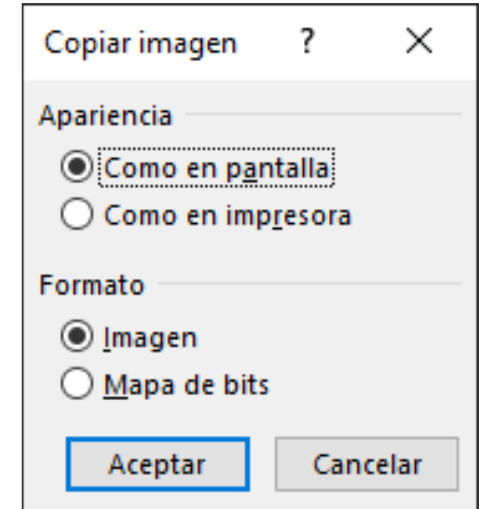 Copiar imagen ? ×
Apariencia
Como en pantalla
Como en impresora
Formato
Imagen
Mapa de bits
Aceptar Cancelar